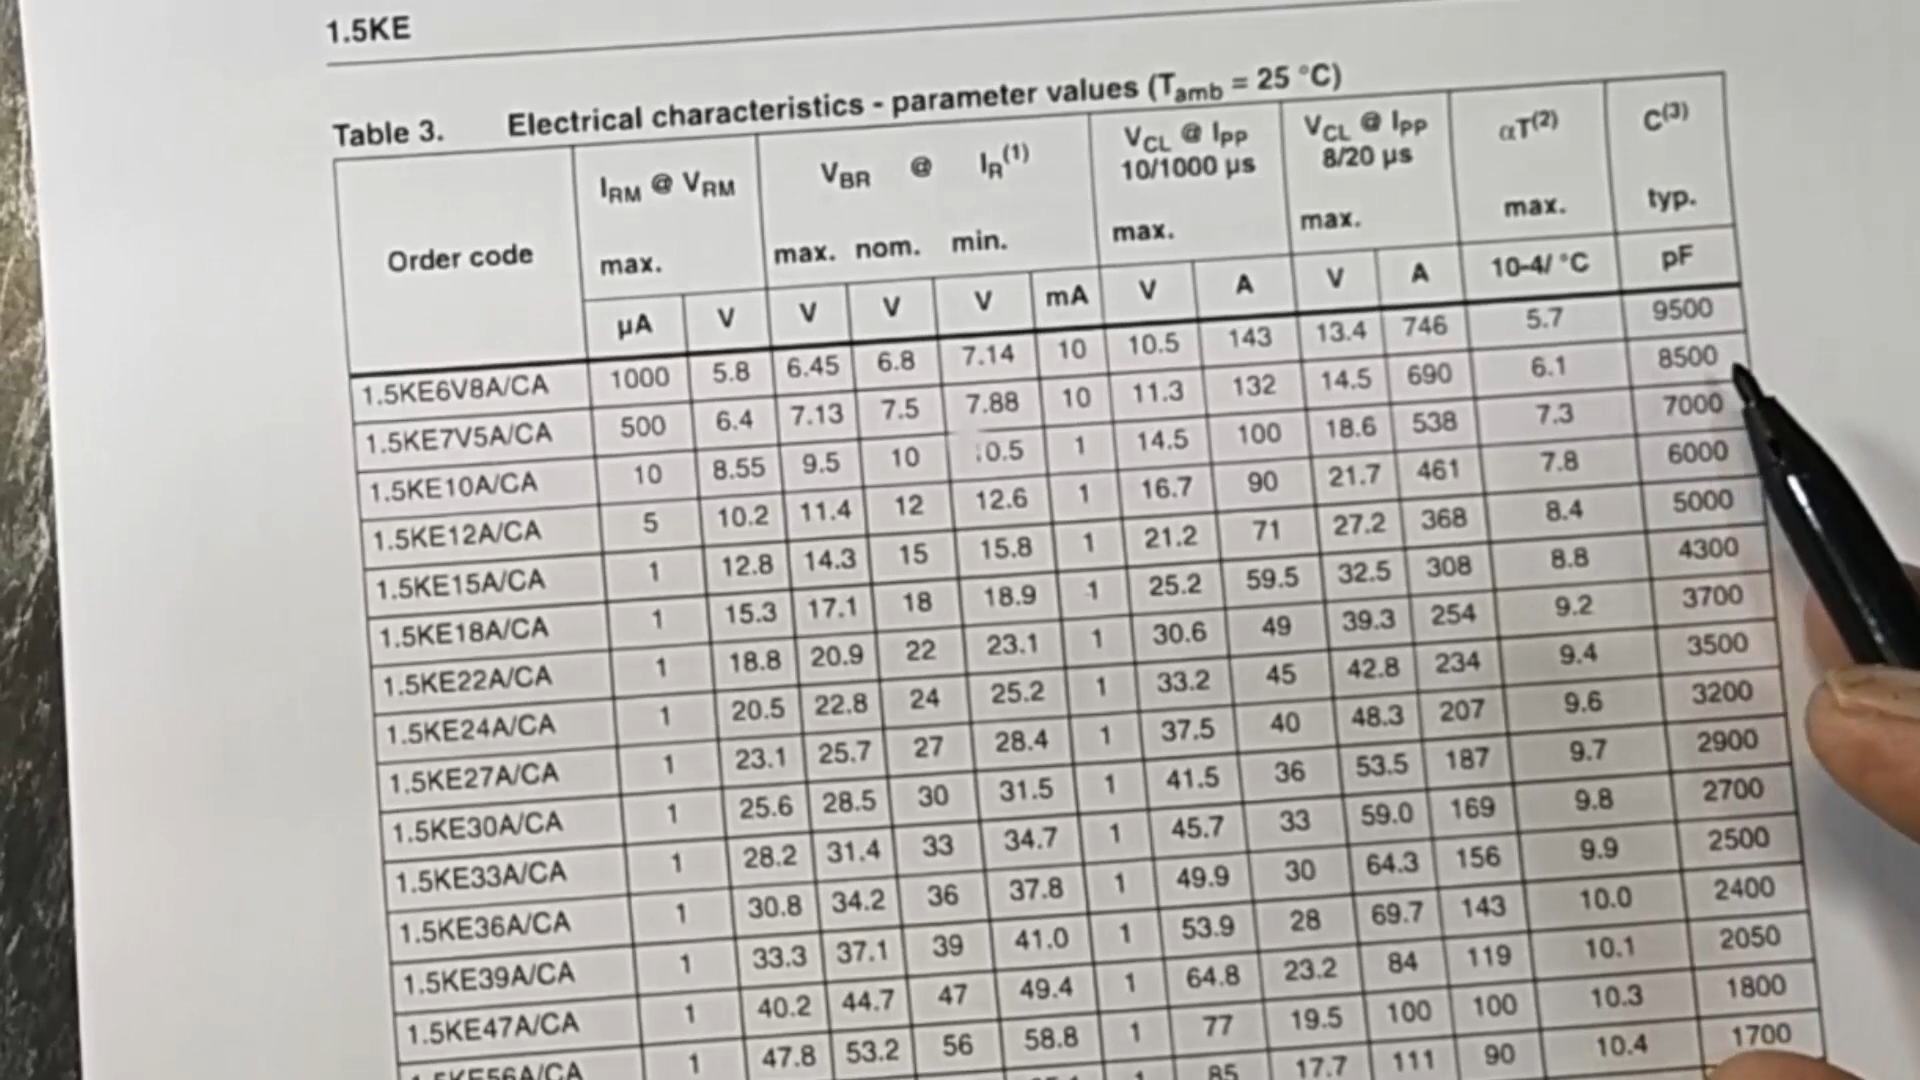 1.5KE
Table 3. Electrical characteristics - parameter values (Tamb = 25 °C)
Order code IRM @ VRM VBR @ IR(1) VCL @ IPP 10/1000 µs VCL @ IPP 8/20 µs αT(2) C(3)
max. max. nom. min. max. max. max. typ.
µA V V V V mA V A V A 10-4/ °C pF
1.5KE6V8A/CA 1000 5.8 6.45 6.8 7.14 10 10.5 143 13.4 746 5.7 9500
1.5KE7V5A/CA 500 6.4 7.13 7.5 7.88 10 11.3 132 14.5 690 6.1 8500
1.5KE10A/CA 10 8.55 9.5 10 1 14.5 100 18.6 538 7.3 7000
1.5KE12A/CA 5 10.2 11.4 12 12.6 1 16.7 90 21.7 461 7.8 6000
1.5KE15A/CA 1 12.8 14.3 15 15.8 1 21.2 71 27.2 368 8.4 5000
1.5KE18A/CA 1 15.3 17.1 18 18.9 1 25.2 59.5 32.5 308 8.8 4300
1.5KE22A/CA 1 18.8 20.9 22 23.1 1 30.6 49 39.3 254 9.2 3700
1.5KE24A/CA 1 20.5 22.8 24 25.2 1 33.2 45 42.8 234 9.4 3500
1.5KE27A/CA 1 23.1 25.7 27 28.4 1 37.5 40 48.3 207 9.6 3200
1.5KE30A/CA 1 25.6 28.5 30 31.5 1 41.5 36 53.5 187 9.7 2900
1.5KE33A/CA 1 28.2 31.4 33 34.7 1 45.7 33 59.0 169 9.8 2700
1.5KE36A/CA 1 30.8 34.2 36 37.8 1 49.9 30 64.3 156 9.9 2500
1.5KE39A/CA 1 33.3 37.1 39 41.0 1 53.9 28 69.7 143 10.0 2400
1.5KE47A/CA 1 40.2 44.7 47 49.4 1 64.8 23.2 84 119 10.1 2050
1.5KE56A/CA 1 47.8 53.2 56 58.8 1 77 19.5 100 100 10.3 1800
1 85 17.7 111 90 10.4 1700